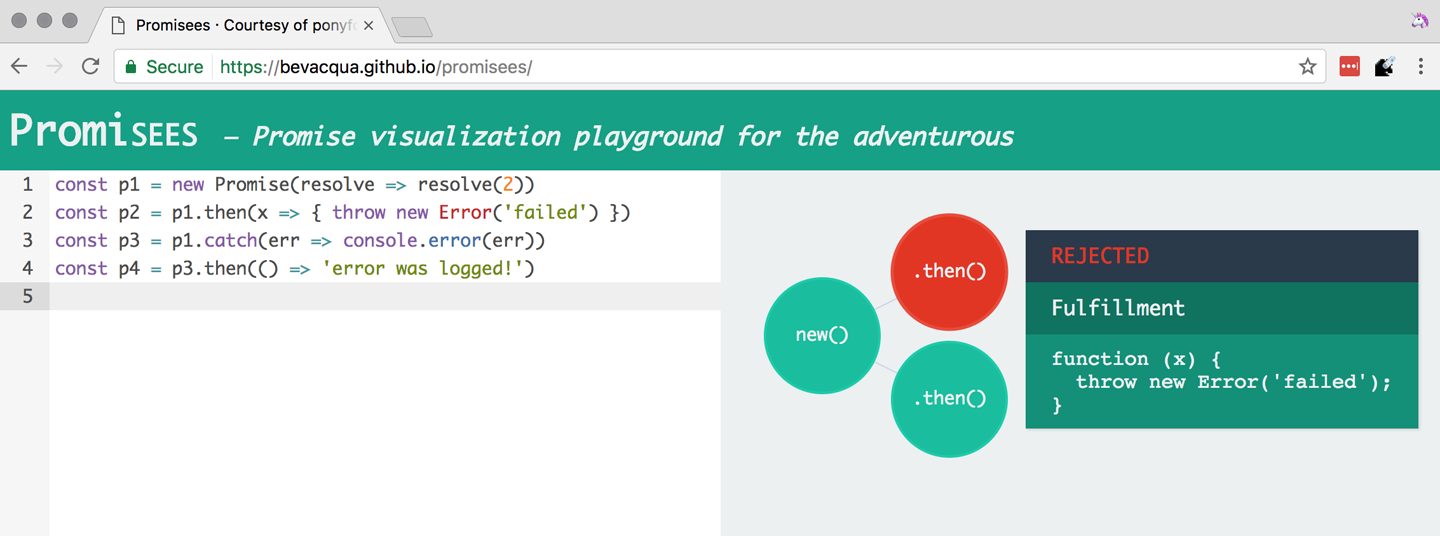 Promisees · Courtesy of ponyfo
Secure https://bevacqua.github.io/promisees/
PromiSEES – Promise visualization playground for the adventurous
1 const p1 = new Promise(resolve => resolve(2))
2 const p2 = p1.then(x => { throw new Error('failed') })
3 const p3 = p1.catch(err => console.error(err))
4 const p4 = p3.then(() => 'error was logged!')
5
new()
.then()
.then()
REJECTED
Fulfillment
function (x) {
throw new Error('failed');
}